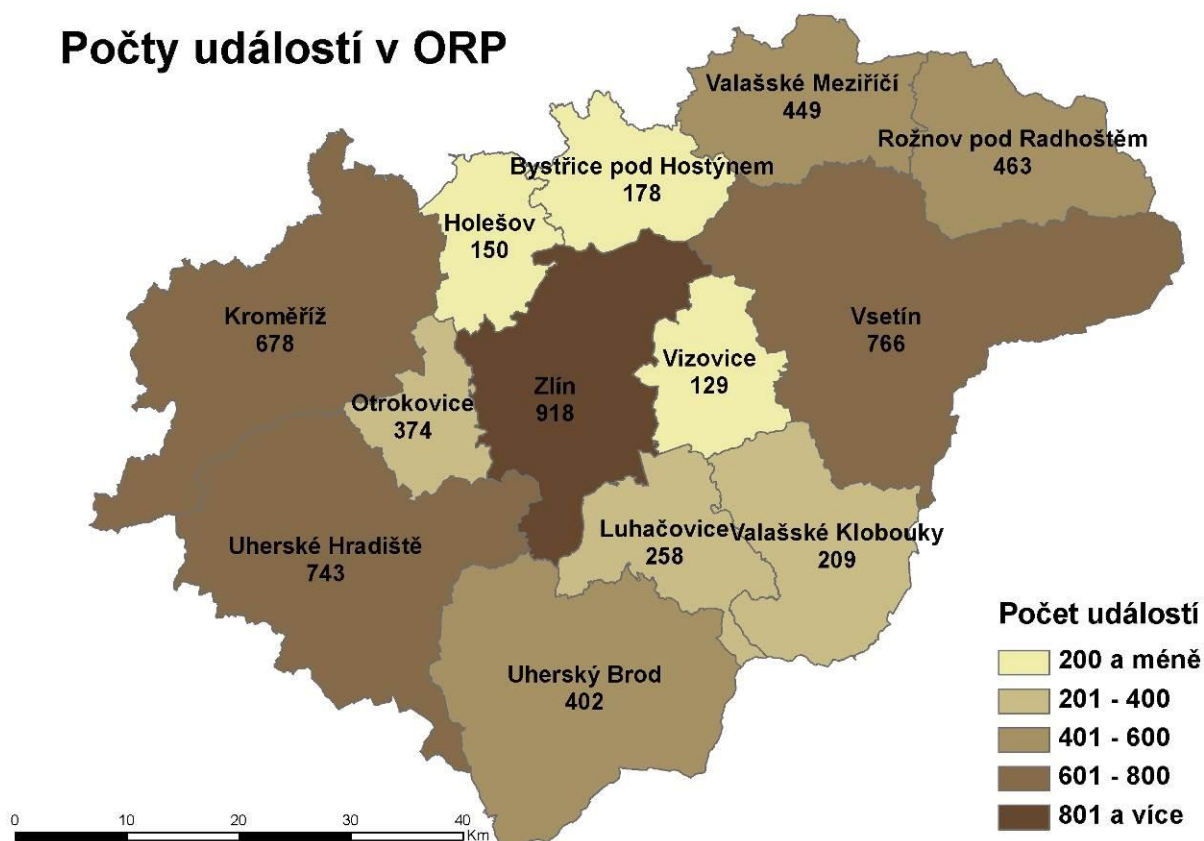 Počty událostí v ORP
Valašské Meziříčí
449
Rožnov pod Radhoštěm
463
Bystřice pod Hostýnem
178
Holešov
150
Kroměříž
678
Vsetín
766
Vizovice
129
Zlín
918
Otrokovice
374
Luhačovice
258
Valašské Klobouky
209
Uherské Hradiště
743
Uherský Brod
402
Počet událostí
200 a méně
201 - 400
401 - 600
601 - 800
801 a více
0 10 20 30 40
Km